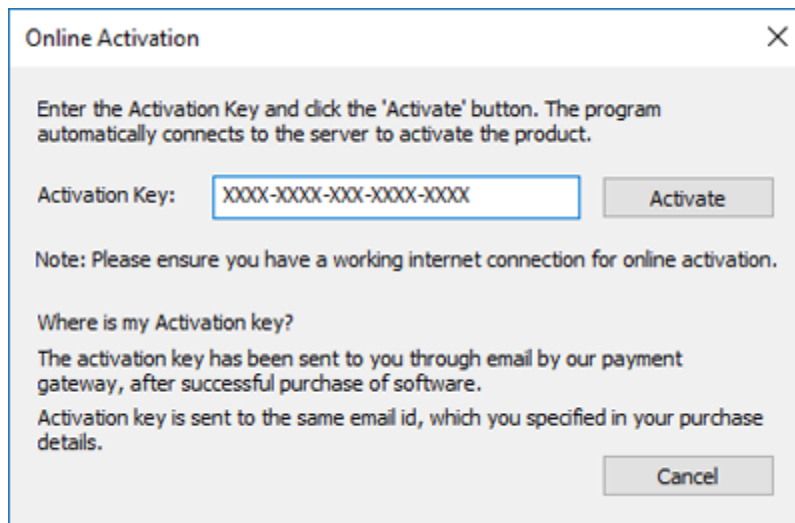 Online Activation
Enter the Activation Key and click the 'Activate' button. The program
automatically connects to the server to activate the product.
Activation Key: XXXX-XXXX-XXX-XXXX-XXXX Activate
Note: Please ensure you have a working internet connection for online activation.
Where is my Activation key?
The activation key has been sent to you through email by our payment
gateway, after successful purchase of software.
Activation key is sent to the same email id, which you specified in your purchase
details.
Cancel